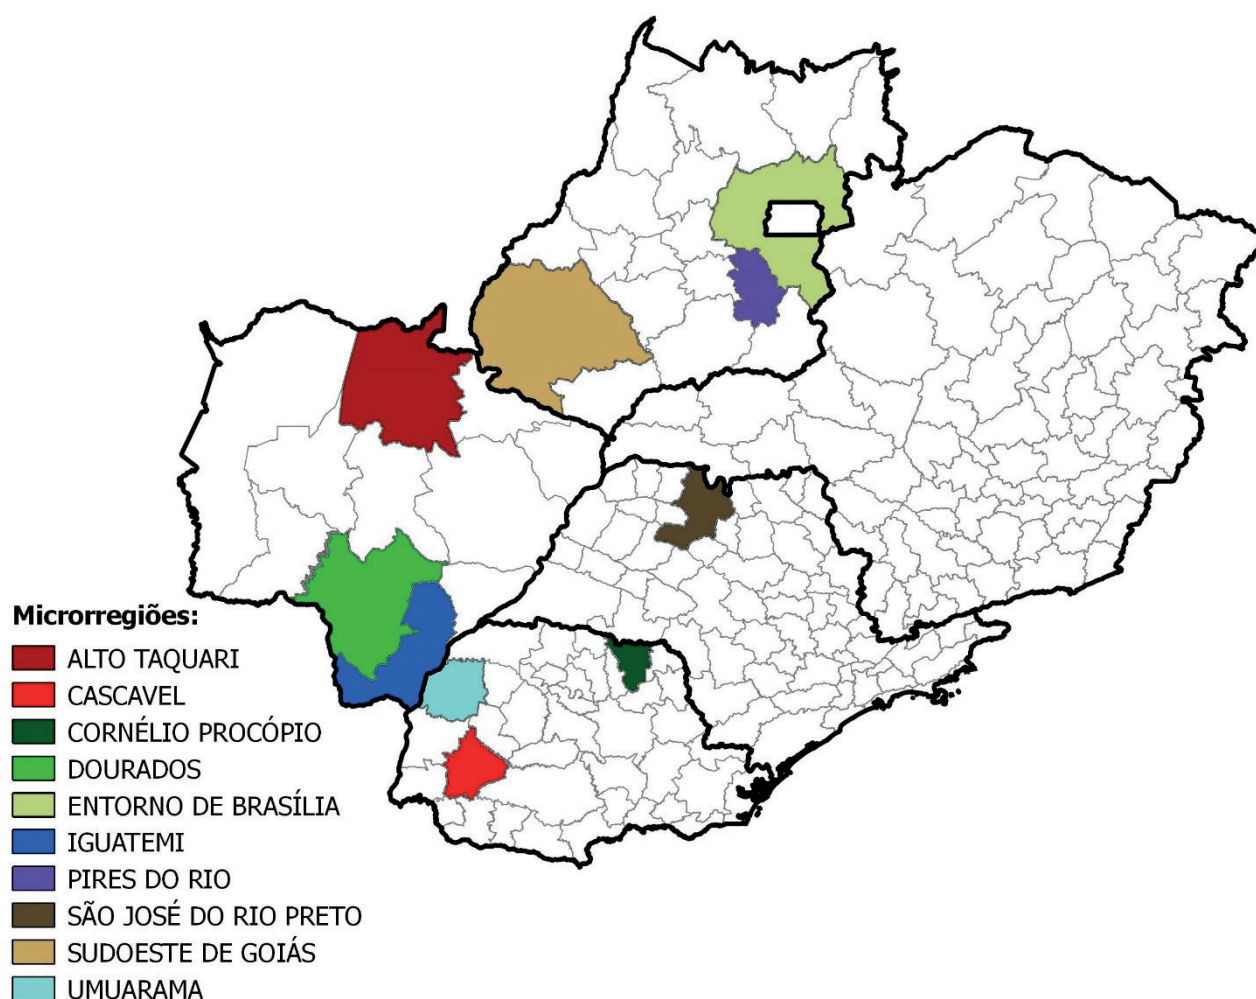 Microrregiões:
ALTO TAQUARI
CASCAVEL
CORNÉLIO PROCÓPIO
DOURADOS
ENTORNO DE BRASÍLIA
IGUATEMI
PIRES DO RIO
SÃO JOSÉ DO RIO PRETO
SUDOESTE DE GOIÁS
UMUARAMA